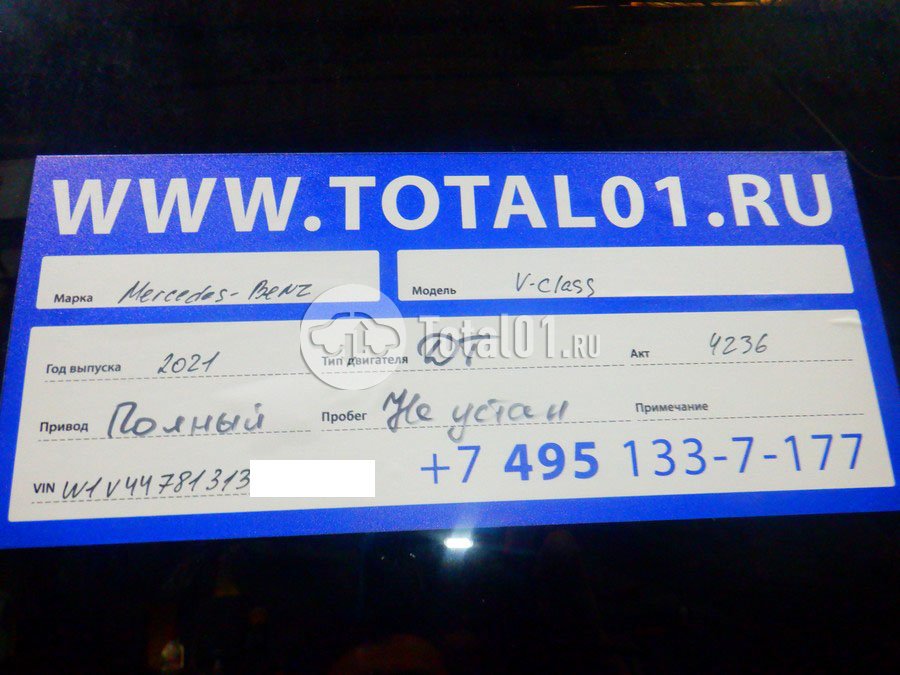 WWW.TOTAL01.RU
Марка Mercedes-Benz Модель V-class
Total01.RU
Год выпуска 2021 Тип двигателя DT Акт 4236
Привод Полный Пробег Не устан Примечание
+7 495 133-7-177
VIN W1V44781313